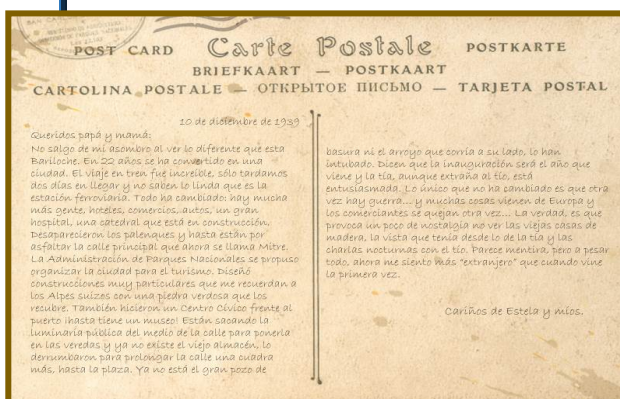 POST CARD Carte Postale POSTKARTE
BRIEFKAART — POSTKAART
CARTOLINA POSTALE — ОТКРЫТОЕ ПИСЬМО — TARJETA POSTAL
10 de diciembre de 1939
Queridos papá y mamá:
No salgo de mi asombro al ver lo diferente que esta
Bariloche. En 22 años se ha convertido en una
ciudad. El viaje en tren fue increíble, sólo tardamos
dos días en llegar y no saben lo linda que es la
estación ferroviaria. Todo ha cambiado: hay mucha
más gente, hoteles, comercios, autos, un gran
hospital, una catedral que está en construcción.
Desaparecieron los palenques y hasta están por
asfaltar la calle principal que ahora se llama Mitre.
La Administración de Parques Nacionales se propuso
organizar la ciudad para el turismo. Diseñó
construcciones muy particulares que me recuerdan a
los Alpes suizos con una piedra verdosa que los
recubre. También hicieron un Centro Cívico frente al
puerto ¡hasta tiene un museo! Están sacando la
luminaria pública del medio de la calle para ponerla
en las veredas y ya no existe el viejo almacén, lo
derrumbaron para prolongar la calle una cuadra
más, hasta la plaza. Ya no está el gran pozo de
basura ni el arroyo que corría a su lado, lo han
intubado. Dicen que la inauguración será el año que
viene y la tía, aunque extraña al tío, está
entusiasmada. Lo único que no ha cambiado es que otra
vez hay guerra.... y muchas cosas vienen de Europa y
los comerciantes se quejan otra vez... La verdad, es que
provoca un poco de nostalgia no ver las viejas casas de
madera, la vista que tenía desde lo de la tía y las
charlas nocturnas con el tío. Parece mentira, pero a pesar
todo, ahora me siento más "extranjero" que cuando vine
la primera vez.
Cariños de Estela y míos.